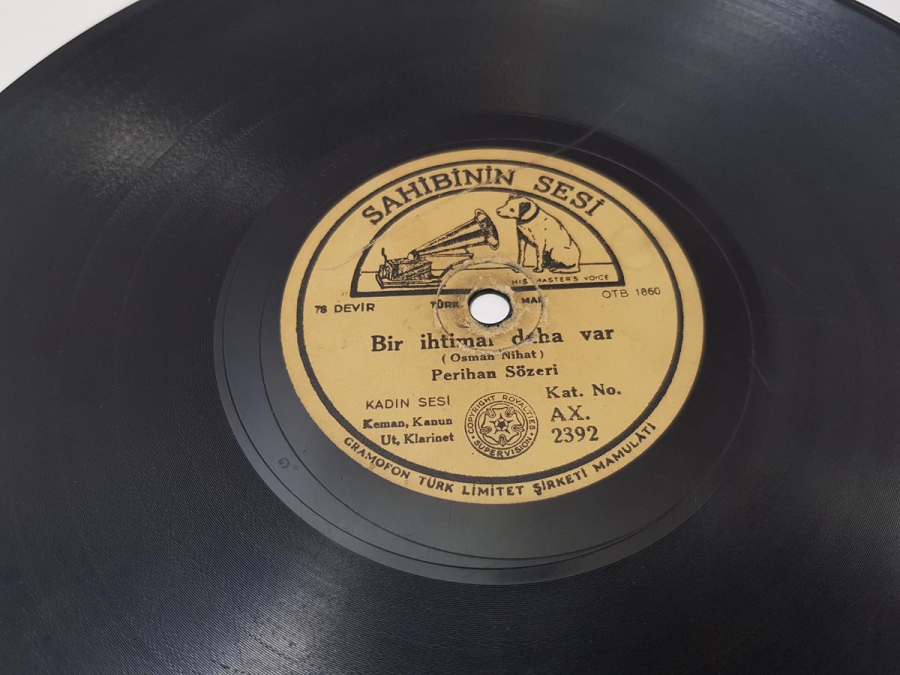 SAHİBİNİN SESİ
HIS MASTER'S VOICE
78 DEVİR
TÜRK MAL
OTB 1860
Bir ihtimal daha var
(Osman Nihat)
Perihan Sözeri
KADIN SESİ
Keman, Kanun
Ut, Klarinet
COPYRIGHT ROYALTIES
SUPERVISION
Kat. No.
AX.
2392
GRAMOFON TÜRK LİMİTET ŞİRKETİ MAMULÂTI